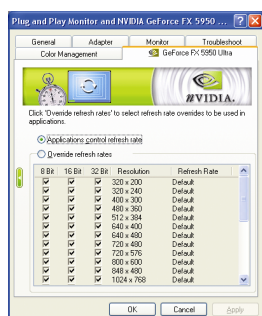 Plug and Play Monitor and NVIDIA GeForce FX 5950 ...
General Adapter Monitor Troubleshoot
Color Management GeForce FX 5950 Ultra
NVIDIA.
Click 'Override refresh rates' to select refresh rate overrides to be used in
applications.
Applications control refresh rate
Override refresh rates
8 Bit 16 Bit 32 Bit Resolution Refresh Rate
320 x 200 Default
320 x 240 Default
400 x 300 Default
480 x 360 Default
512 x 384 Default
640 x 400 Default
640 x 480 Default
720 x 480 Default
720 x 576 Default
800 x 600 Default
848 x 480 Default
1024 x 768 Default
OK Cancel Apply